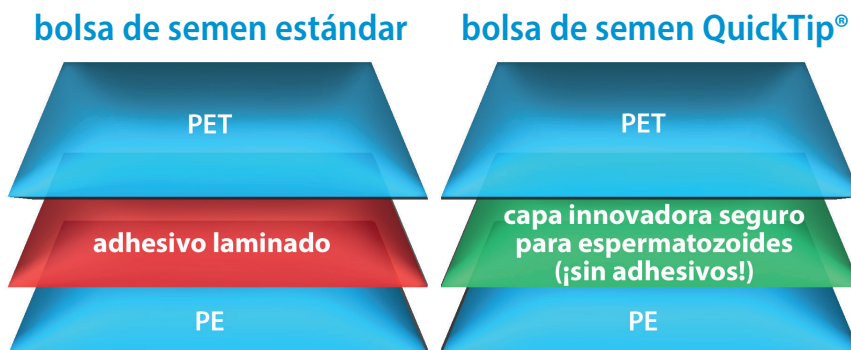 bolsa de semen estándar
PET
adhesivo laminado
PE
bolsa de semen QuickTip®
PET
capa innovadora seguro
para espermatozoides
(¡sin adhesivos!)
PE